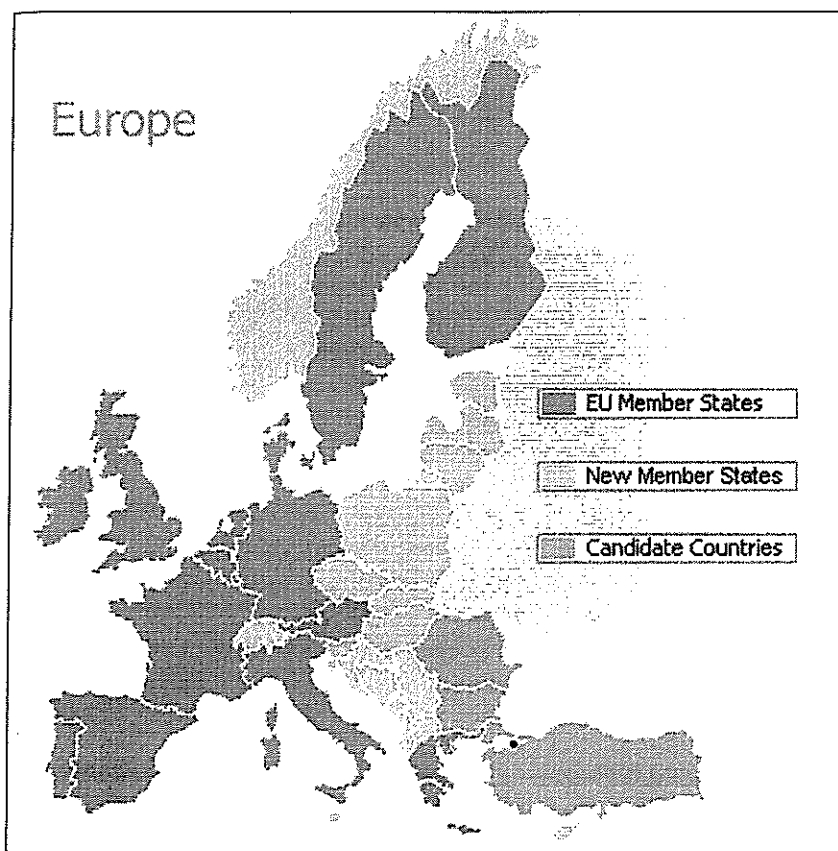 Europe
EU Member States
New Member States
Candidate Countries